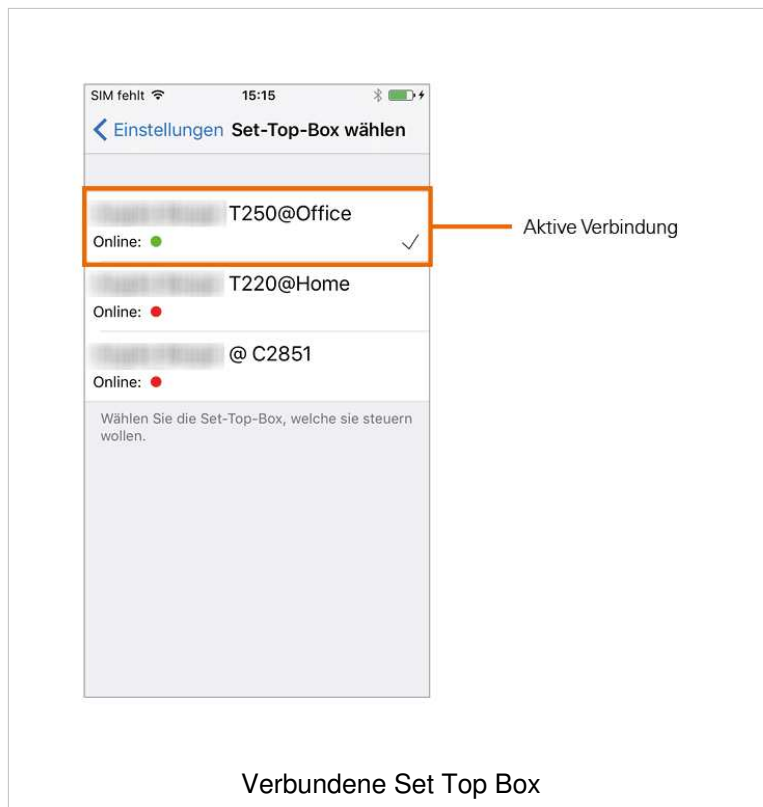 SIM fehlt 15:15
Einstellungen Set-Top-Box wählen
T250@Office
Online:
Aktive Verbindung
T220@Home
Online:
@ C2851
Online:
Wählen Sie die Set-Top-Box, welche sie steuern
wollen.
Verbundene Set Top Box